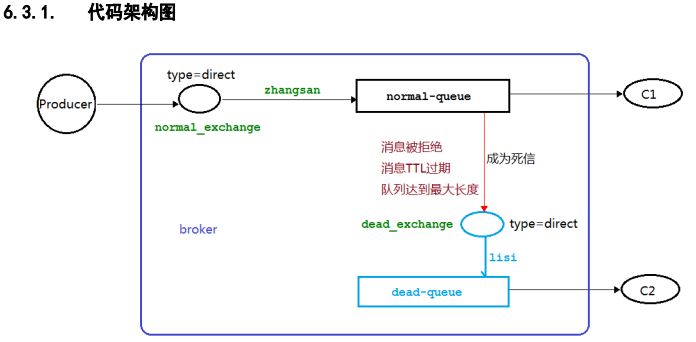 6.3.1. 代码架构图
type=direct
Producer
zhangsan
normal-queue
C1
normal_exchange
消息被拒绝
消息TTL过期
队列达到最大长度
成为死信
broker
dead_exchange
type=direct
lisi
dead-queue
C2